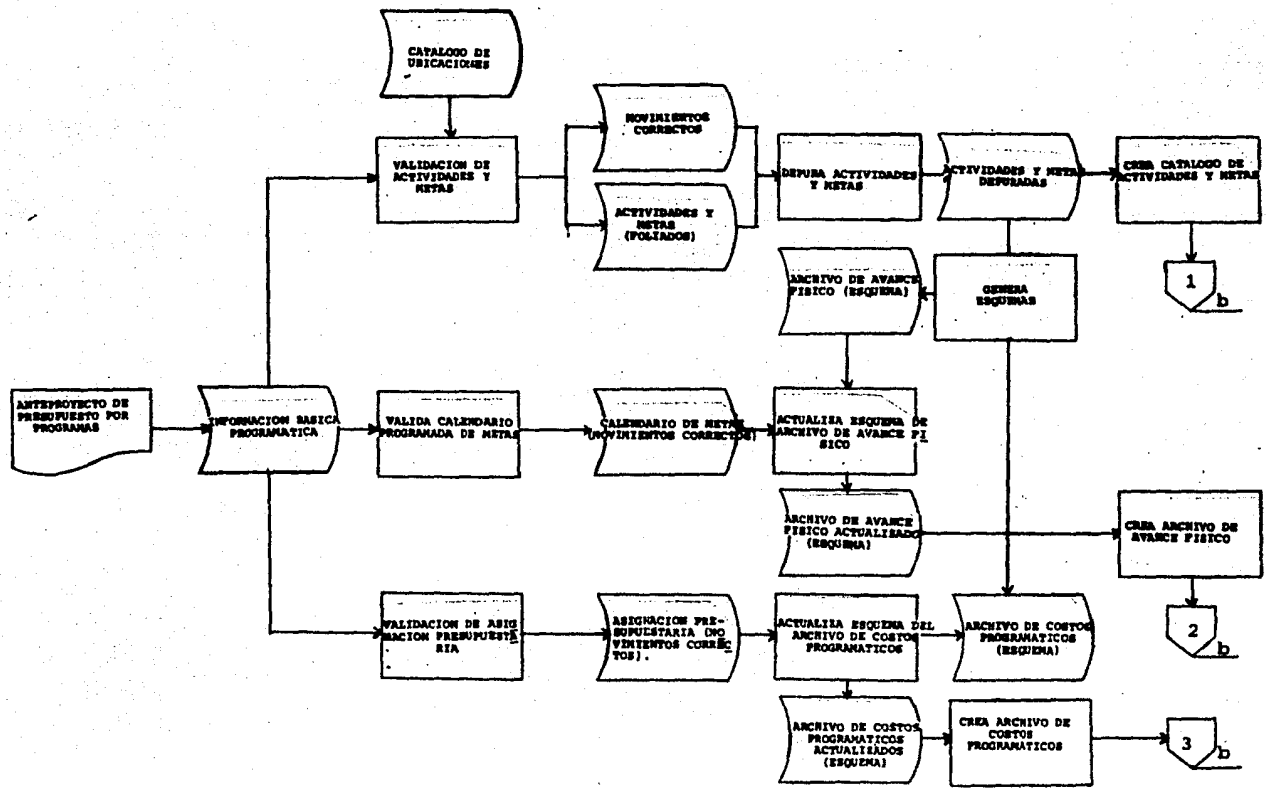 CATALOGO DE
UBICACIONES
MOVIMIENTOS
CORRECTOS
VALIDACION DE
ACTIVIDADES Y
METAS
ACTIVIDADES Y
METAS
(FOLIADOS)
DEPURA ACTIVIDADES
Y METAS
ACTIVIDADES Y METAS
DEPURADAS
CREA CATALOGO DE
ACTIVIDADES Y METAS
1
b
ARCHIVO DE AVANCE
FISICO (ESQUEMA)
GENERA
ESQUEMAS
ANTEPROYECTO DE
PRESUPUESTO POR
PROGRAMAS
INFORMACION BASICA
PROGRAMATICA
VALIDA CALENDARIO
PROGRAMADA DE METAS
CALENDARIO DE METAS
(MOVIMIENTOS CORRECTOS)
ACTUALIZA ESQUEMA DE
ARCHIVO DE AVANCE FI
SICO
ARCHIVO DE AVANCE
FISICO ACTUALIZADO
(ESQUEMA)
CREA ARCHIVO DE
AVANCE FISICO
2
b
VALIDACION DE ASIG
NACION PRESUPUESTA
RIA
ASIGNACION PRE-
SUPUESTARIA (MO
VIMIENTOS CORREC
TOS).
ACTUALIZA ESQUEMA DEL
ARCHIVO DE COSTOS
PROGRAMATICOS
ARCHIVO DE COSTOS
PROGRAMATICOS
(ESQUEMA)
ARCHIVO DE COSTOS
PROGRAMATICOS
ACTUALIZADOS
(ESQUEMA)
CREA ARCHIVO DE
COSTOS
PROGRAMATICOS
3
b